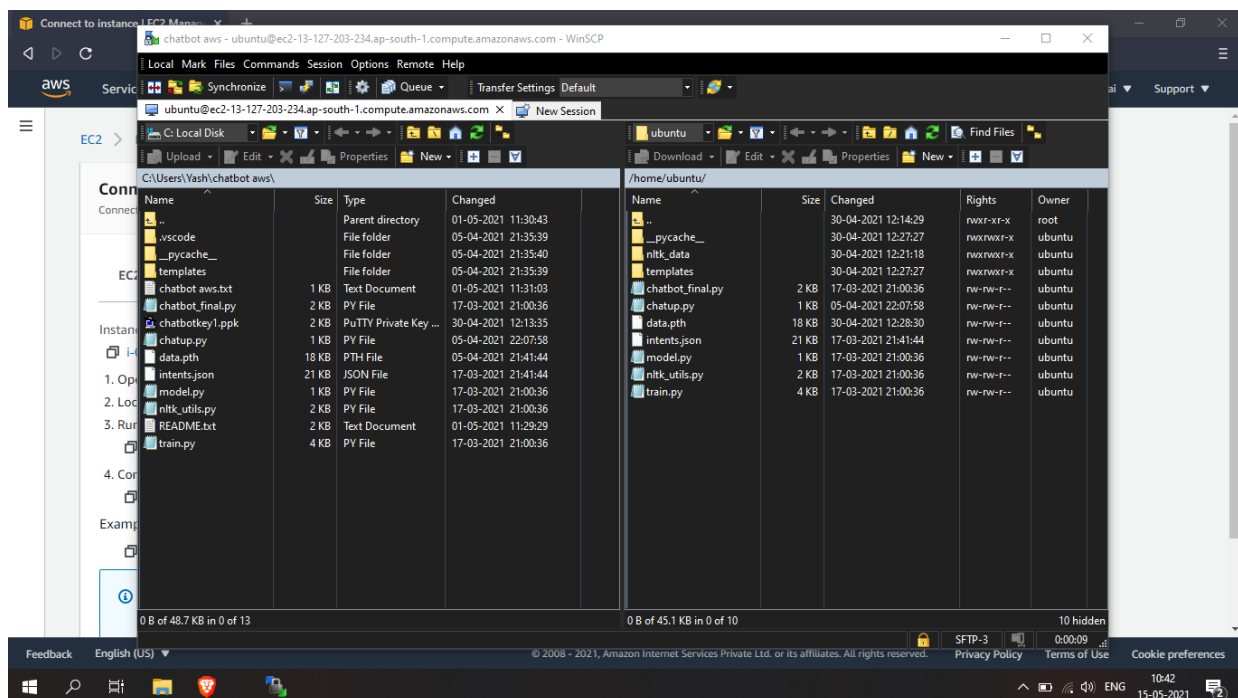 Connect to instance | EC2 Manag
chatbot aws - ubuntu@ec2-13-127-203-234.ap-south-1.compute.amazonaws.com - WinSCP
Local Mark Files Commands Session Options Remote Help
aws Servic Synchronize Queue Transfer Settings Default ai Support
ubuntu@ec2-13-127-203-234.ap-south-1.compute.amazonaws.com × New Session
EC2 > C: Local Disk ubuntu Find Files
Upload Edit Properties New Download Edit Properties New
C:\Users\Yash\chatbot aws\ /home/ubuntu/
Conn
Connect
Name Size Type Changed Name Size Changed Rights Owner
.. Parent directory 01-05-2021 11:30:43 .. 30-04-2021 12:14:29 rwxr-xr-x root
.vscode File folder 05-04-2021 21:35:39 __pycache__ 30-04-2021 12:27:27 rwxrwxr-x ubuntu
__pycache__ File folder 05-04-2021 21:35:40 nltk_data 30-04-2021 12:21:18 rwxrwxr-x ubuntu
EC2 templates File folder 05-04-2021 21:35:39 templates 30-04-2021 12:27:27 rwxrwxr-x ubuntu
chatbot aws.txt 1 KB Text Document 01-05-2021 11:31:03 chatbot_final.py 2 KB 17-03-2021 21:00:36 rw-rw-r-- ubuntu
chatbot_final.py 2 KB PY File 17-03-2021 21:00:36 chatup.py 1 KB 05-04-2021 22:07:58 rw-rw-r-- ubuntu
Instan chatbotkey1.ppk 2 KB PuTTY Private Key ... 30-04-2021 12:13:35 data.pth 18 KB 30-04-2021 12:28:30 rw-rw-r-- ubuntu
chatup.py 1 KB PY File 05-04-2021 22:07:58 intents.json 21 KB 17-03-2021 21:41:44 rw-rw-r-- ubuntu
i-0 data.pth 18 KB PTH File 05-04-2021 21:41:44 model.py 1 KB 17-03-2021 21:00:36 rw-rw-r-- ubuntu
1. Ope intents.json 21 KB JSON File 17-03-2021 21:41:44 nltk_utils.py 2 KB 17-03-2021 21:00:36 rw-rw-r-- ubuntu
model.py 1 KB PY File 17-03-2021 21:00:36 train.py 4 KB 17-03-2021 21:00:36 rw-rw-r-- ubuntu
2. Loc nltk_utils.py 2 KB PY File 17-03-2021 21:00:36
3. Run README.txt 2 KB Text Document 01-05-2021 11:29:29
train.py 4 KB PY File 17-03-2021 21:00:36
4. Con
Examp
0 B of 48.7 KB in 0 of 13 0 B of 45.1 KB in 0 of 10 10 hidden
SFTP-3 0:00:09
Feedback English (US) © 2008 - 2021, Amazon Internet Services Private Ltd. or its affiliates. All rights reserved. Privacy Policy Terms of Use Cookie preferences
ENG 10:42
15-05-2021 2